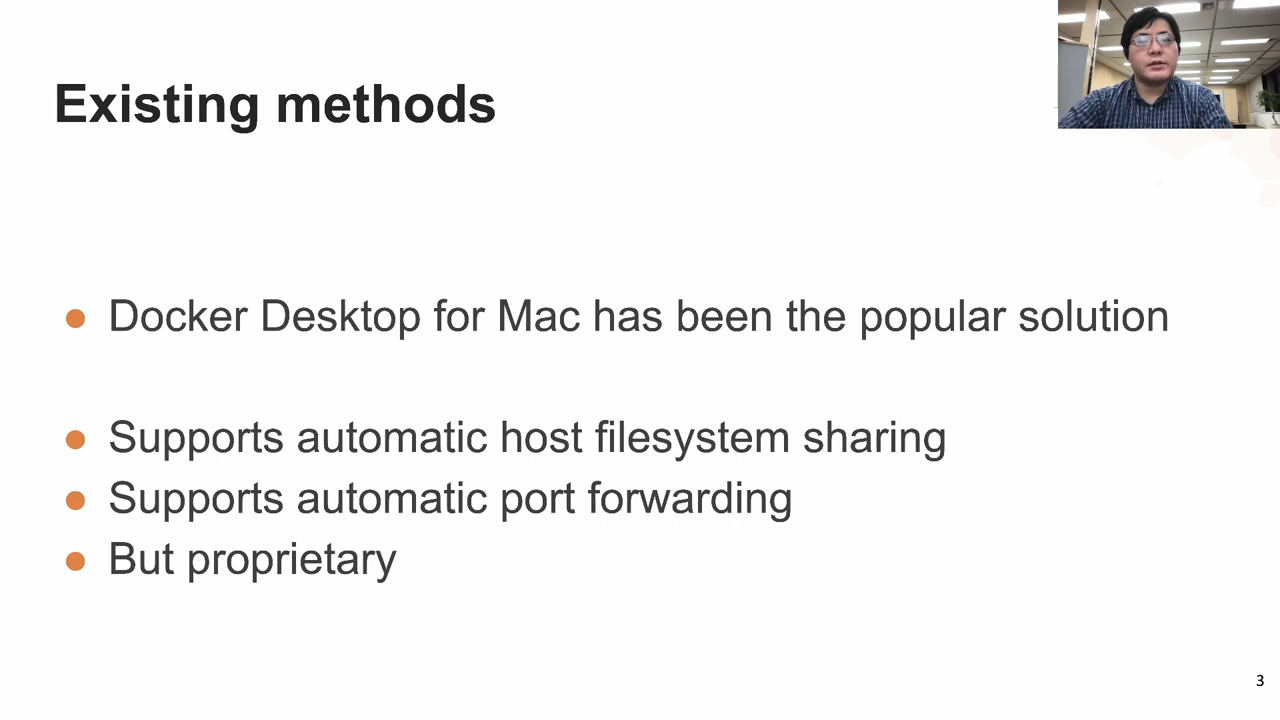 Existing methods
● Docker Desktop for Mac has been the popular solution
● Supports automatic host filesystem sharing
● Supports automatic port forwarding
● But proprietary
3